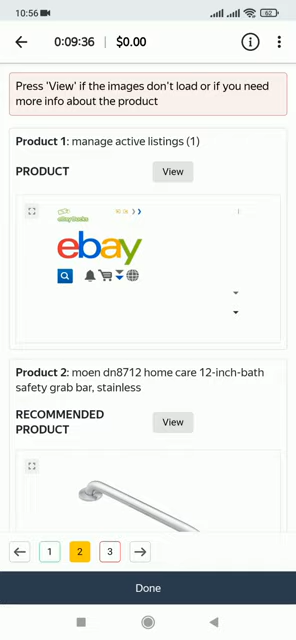 10:56
62
0:09:36 | $0.00
Press 'View' if the images don't load or if you need
more info about the product
Product 1: manage active listings (1)
PRODUCT
View
ebay
Product 2: moen dn8712 home care 12-inch-bath
safety grab bar, stainless
RECOMMENDED
PRODUCT
View
1
2
3
Done